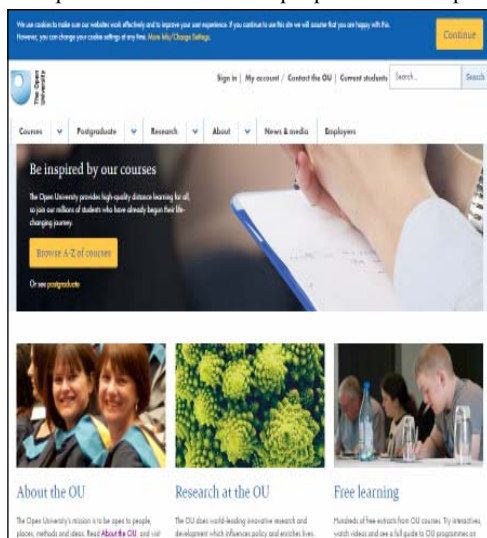 We use cookies to make sure our websites work effectively and to improve your user experience. If you continue to use this site we will assume that you are happy with this.
However, you can change your cookie settings at any time. More Info/Change Settings.
Continue
The Open
University
Sign in | My account / Contact the OU | Current students
Search...
Search
Courses
Postgraduate
Research
About
News & media
Employers
Be inspired by our courses
The Open University provides high-quality distance learning for all,
so join our millions of students who have already begun their life-
changing journey.
Browse A-Z of courses
Or see postgraduate
About the OU
Research at the OU
Free learning
The Open University's mission is to be open to people,
places, methods and ideas. Read About the OU, and visit
The OU does world-leading innovative research and
development which influences policy and enriches lives.
Hundreds of free extracts from OU courses. Try interactives,
watch videos and see a full guide to OU programmes on